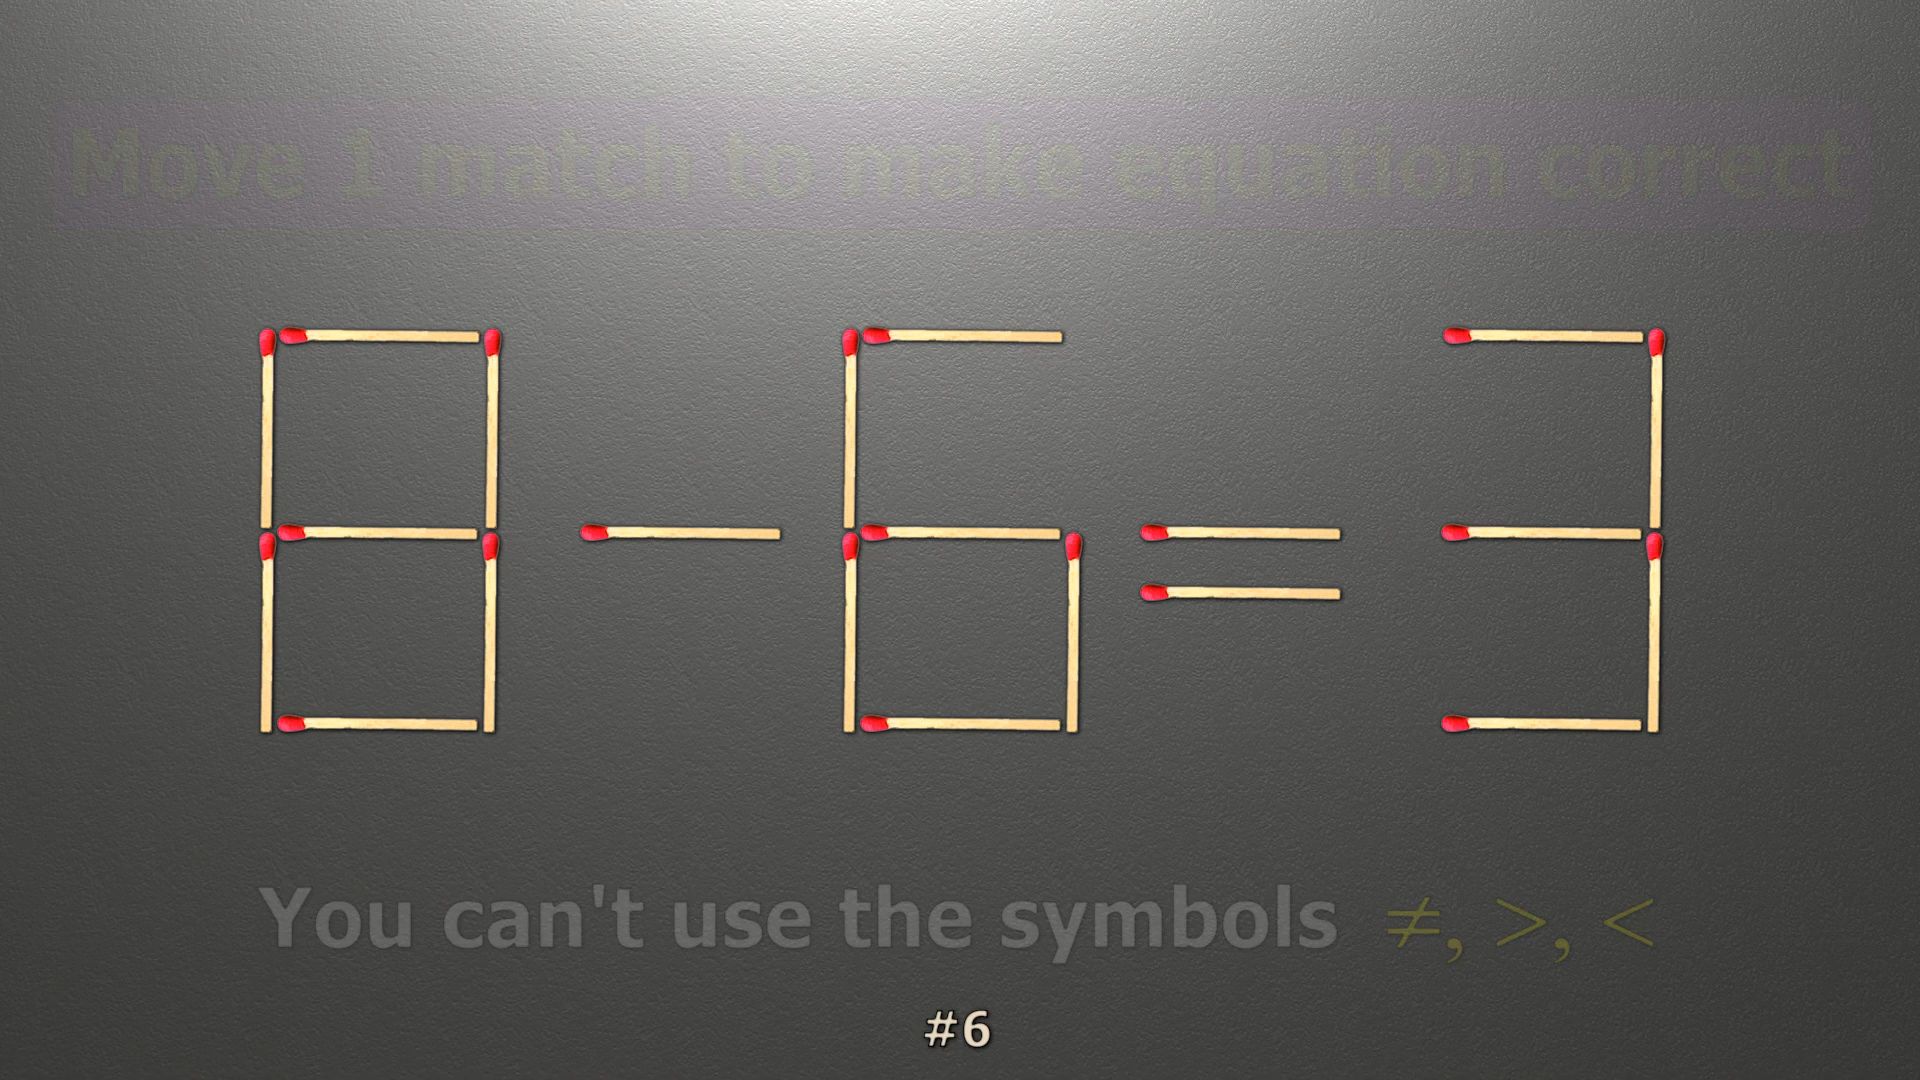 Move 1 match to make equation correct
8 - 6 = 3
You can't use the symbols ≠, >, <
#6